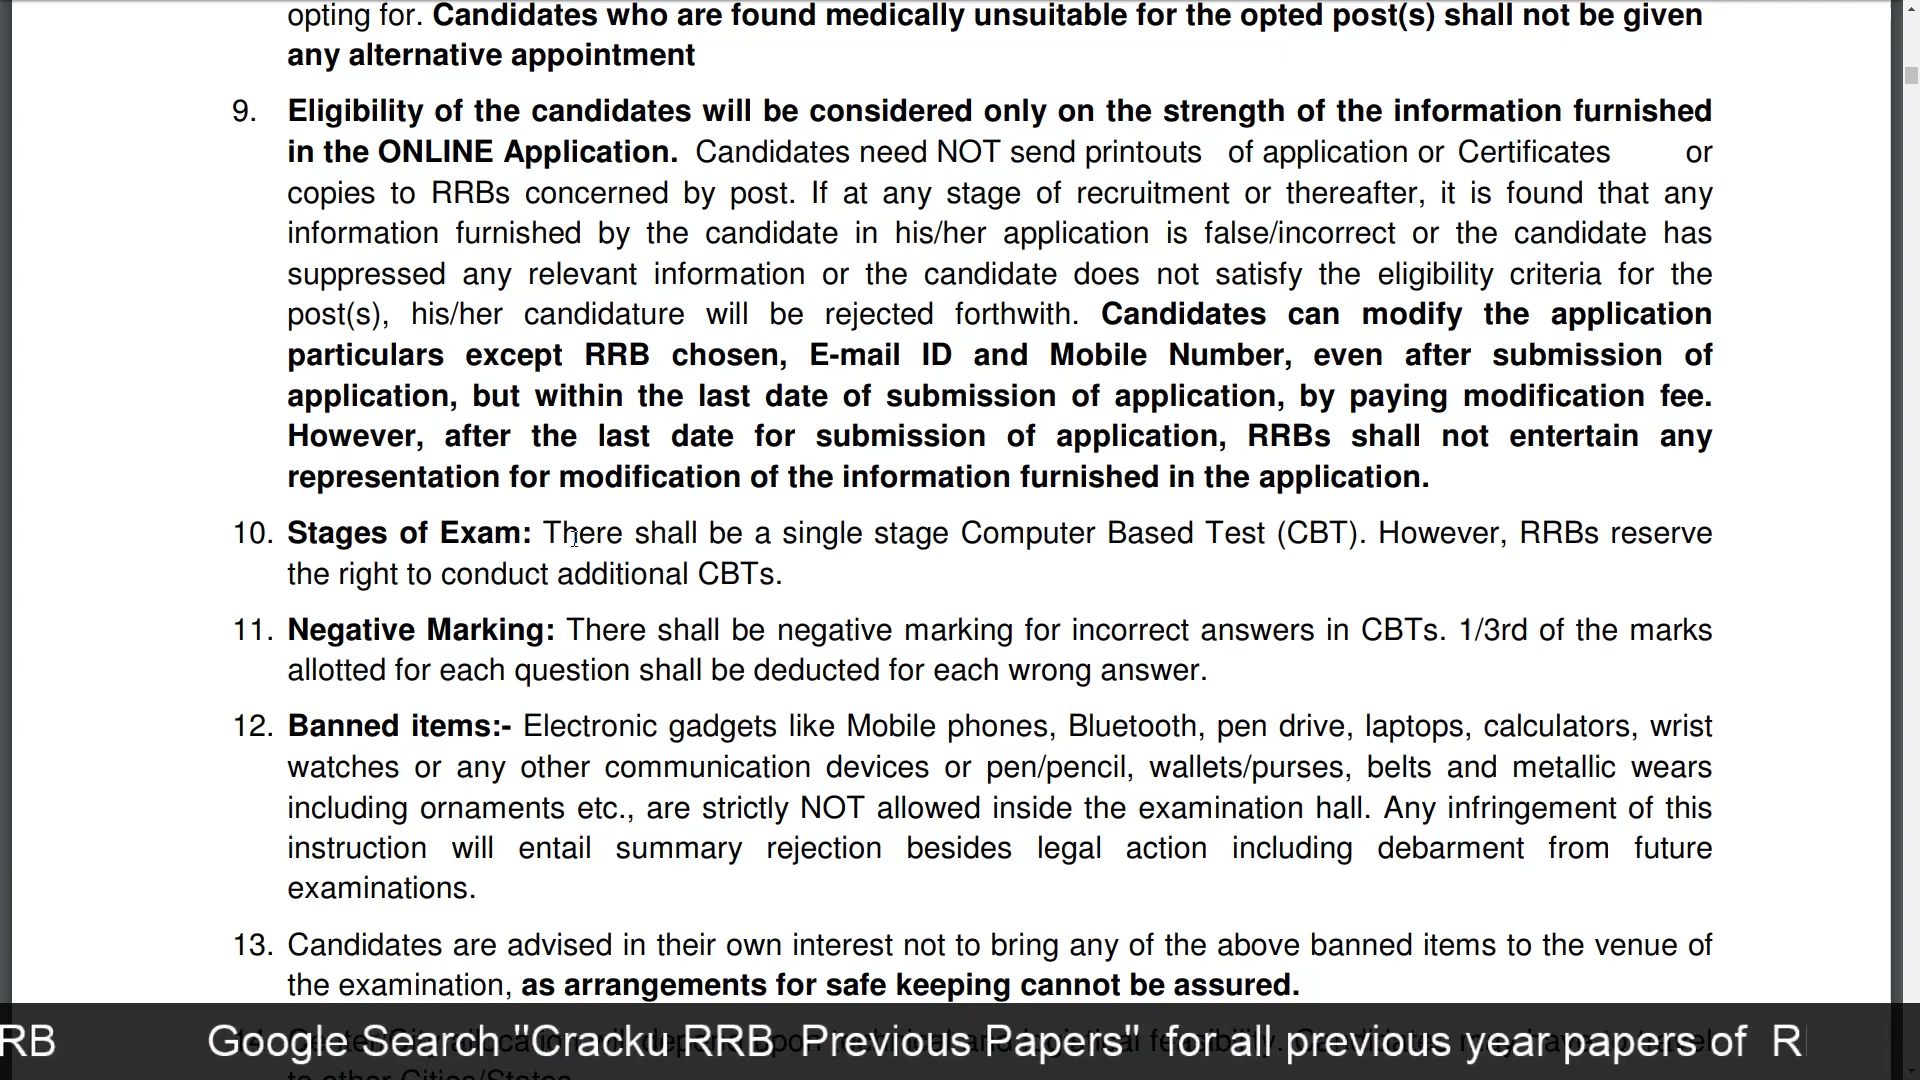 opting for. Candidates who are found medically unsuitable for the opted post(s) shall not be given
any alternative appointment
9. Eligibility of the candidates will be considered only on the strength of the information furnished
in the ONLINE Application. Candidates need NOT send printouts of application or Certificates or
copies to RRBs concerned by post. If at any stage of recruitment or thereafter, it is found that any
information furnished by the candidate in his/her application is false/incorrect or the candidate has
suppressed any relevant information or the candidate does not satisfy the eligibility criteria for the
post(s), his/her candidature will be rejected forthwith. Candidates can modify the application
particulars except RRB chosen, E-mail ID and Mobile Number, even after submission of
application, but within the last date of submission of application, by paying modification fee.
However, after the last date for submission of application, RRBs shall not entertain any
representation for modification of the information furnished in the application.
10. Stages of Exam: There shall be a single stage Computer Based Test (CBT). However, RRBs reserve
the right to conduct additional CBTs.
11. Negative Marking: There shall be negative marking for incorrect answers in CBTs. 1/3rd of the marks
allotted for each question shall be deducted for each wrong answer.
12. Banned items:- Electronic gadgets like Mobile phones, Bluetooth, pen drive, laptops, calculators, wrist
watches or any other communication devices or pen/pencil, wallets/purses, belts and metallic wears
including ornaments etc., are strictly NOT allowed inside the examination hall. Any infringement of this
instruction will entail summary rejection besides legal action including debarment from future
examinations.
13. Candidates are advised in their own interest not to bring any of the above banned items to the venue of
the examination, as arrangements for safe keeping cannot be assured.
RRB Google Search "Cracku RRB Previous Papers" for all previous year papers of R
to other Cities/States